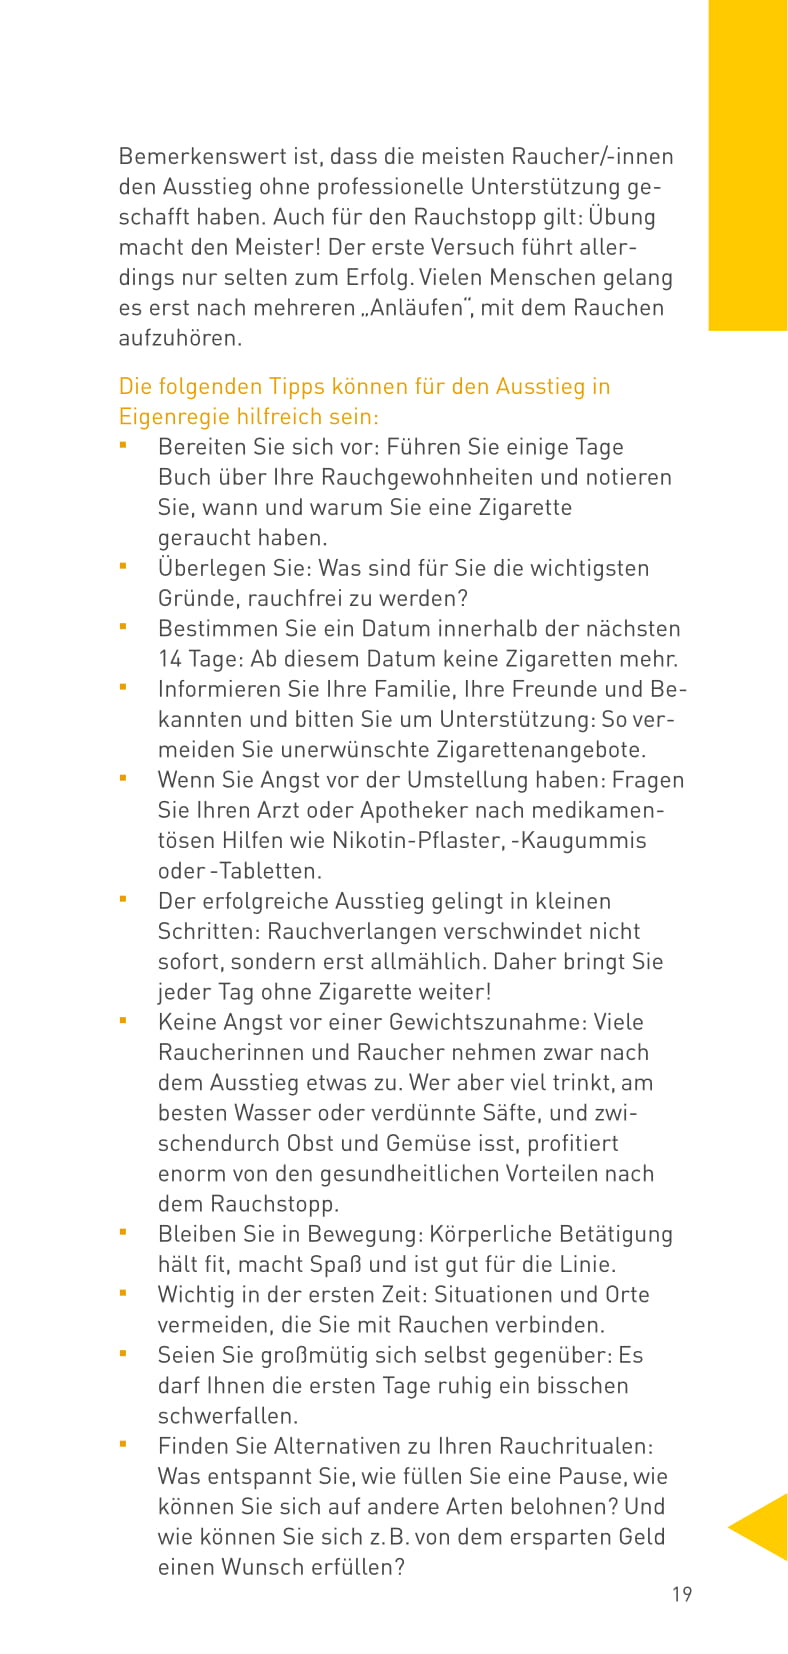 Bemerkenswert ist, dass die meisten Raucher/-innen
den Ausstieg ohne professionelle Unterstützung ge-
schafft haben. Auch für den Rauchstopp gilt: Übung
macht den Meister! Der erste Versuch führt aller-
dings nur selten zum Erfolg. Vielen Menschen gelang
es erst nach mehreren „Anläufen“, mit dem Rauchen
aufzuhören.
Die folgenden Tipps können für den Ausstieg in
Eigenregie hilfreich sein:
▪ Bereiten Sie sich vor: Führen Sie einige Tage
Buch über Ihre Rauchgewohnheiten und notieren
Sie, wann und warum Sie eine Zigarette
geraucht haben.
▪ Überlegen Sie: Was sind für Sie die wichtigsten
Gründe, rauchfrei zu werden?
▪ Bestimmen Sie ein Datum innerhalb der nächsten
14 Tage: Ab diesem Datum keine Zigaretten mehr.
▪ Informieren Sie Ihre Familie, Ihre Freunde und Be-
kannten und bitten Sie um Unterstützung: So ver-
meiden Sie unerwünschte Zigarettenangebote.
▪ Wenn Sie Angst vor der Umstellung haben: Fragen
Sie Ihren Arzt oder Apotheker nach medikamen-
tösen Hilfen wie Nikotin-Pflaster, -Kaugummis
oder -Tabletten.
▪ Der erfolgreiche Ausstieg gelingt in kleinen
Schritten: Rauchverlangen verschwindet nicht
sofort, sondern erst allmählich. Daher bringt Sie
jeder Tag ohne Zigarette weiter!
▪ Keine Angst vor einer Gewichtszunahme: Viele
Raucherinnen und Raucher nehmen zwar nach
dem Ausstieg etwas zu. Wer aber viel trinkt, am
besten Wasser oder verdünnte Säfte, und zwi-
schendurch Obst und Gemüse isst, profitiert
enorm von den gesundheitlichen Vorteilen nach
dem Rauchstopp.
▪ Bleiben Sie in Bewegung: Körperliche Betätigung
hält fit, macht Spaß und ist gut für die Linie.
▪ Wichtig in der ersten Zeit: Situationen und Orte
vermeiden, die Sie mit Rauchen verbinden.
▪ Seien Sie großmütig sich selbst gegenüber: Es
darf Ihnen die ersten Tage ruhig ein bisschen
schwerfallen.
▪ Finden Sie Alternativen zu Ihren Rauchritualen:
Was entspannt Sie, wie füllen Sie eine Pause, wie
können Sie sich auf andere Arten belohnen? Und
wie können Sie sich z. B. von dem ersparten Geld
einen Wunsch erfüllen?
19